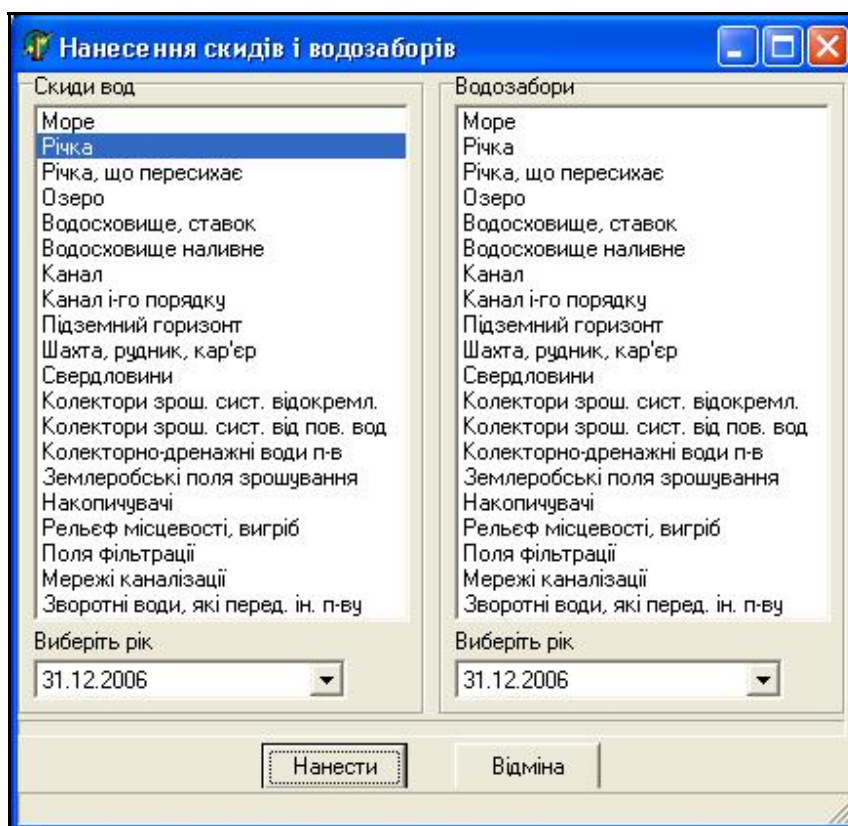 Нанесення скидів і водозаборів
Скиди вод
Море
Річка
Річка, що пересихає
Озеро
Водосховище, ставок
Водосховище наливне
Канал
Канал і-го порядку
Підземний горизонт
Шахта, рудник, кар'єр
Свердловини
Колектори зрош. сист. відокремл.
Колектори зрош. сист. від пов. вод
Колекторно-дренажні води п-в
Землеробські поля зрошування
Накопичувачі
Рельєф місцевості, вигріб
Поля фільтрації
Мережі каналізації
Зворотні води, які перед. ін. п-ву
Виберіть рік
31.12.2006
Водозабори
Море
Річка
Річка, що пересихає
Озеро
Водосховище, ставок
Водосховище наливне
Канал
Канал і-го порядку
Підземний горизонт
Шахта, рудник, кар'єр
Свердловини
Колектори зрош. сист. відокремл.
Колектори зрош. сист. від пов. вод
Колекторно-дренажні води п-в
Землеробські поля зрошування
Накопичувачі
Рельєф місцевості, вигріб
Поля фільтрації
Мережі каналізації
Зворотні води, які перед. ін. п-ву
Виберіть рік
31.12.2006
Нанести
Відміна